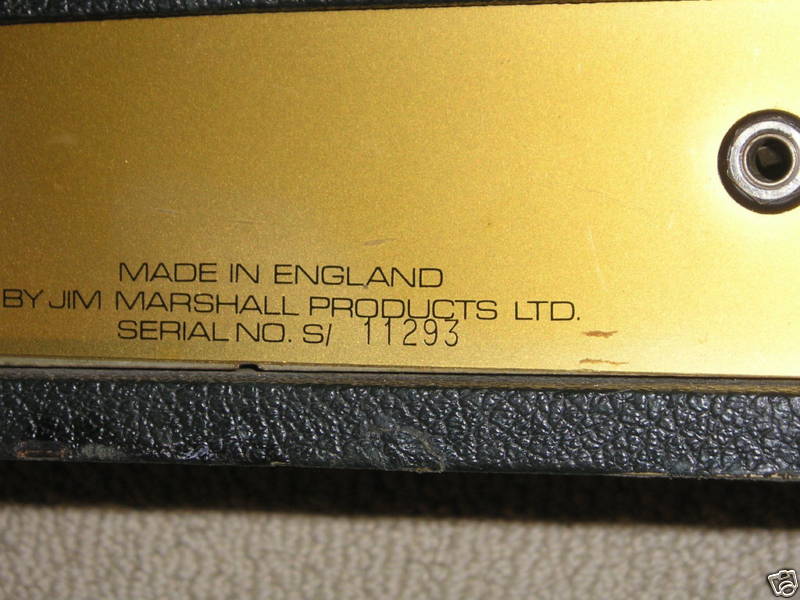 MADE IN ENGLAND
BY JIM MARSHALL PRODUCTS LTD.
SERIAL NO. S/ 11293